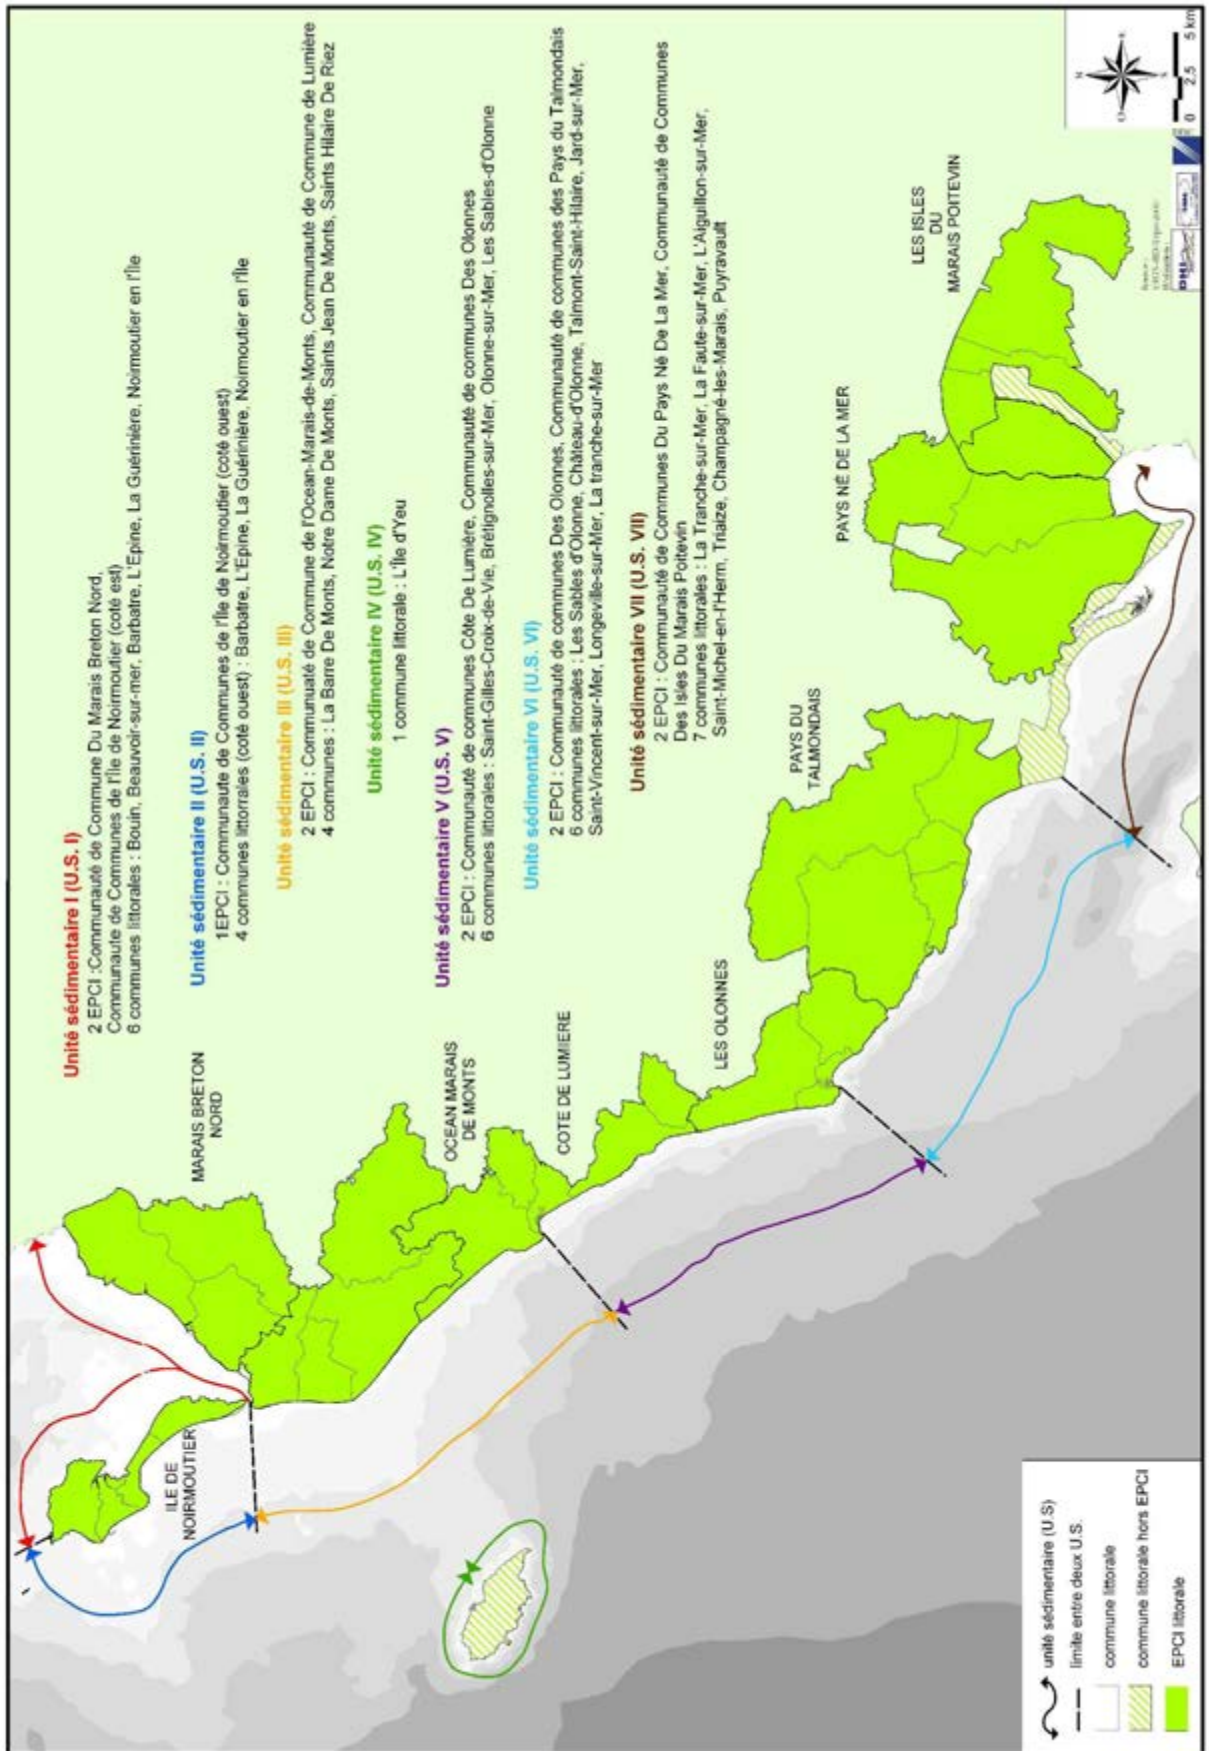 Unité sédimentaire I (U.S. I)
2 EPCI :Communauté de Commune Du Marais Breton Nord,
Communaute de Communes de l'Île de Noirmoutier (coté est)
6 communes littorales : Bouin, Beauvoir-sur-mer, Barbatre, L'Epine, La Guérinière, Noirmoutier en l'Île
Unité sédimentaire II (U.S. II)
1EPCI : Communaute de Communes de l'Île de Noirmoutier (coté ouest)
4 communes littorrales (coté ouest) : Barbatre, L'Epine, La Guérinière, Noirmoutier en l'Île
Unité sédimentaire III (U.S. III)
2 EPCI : Communuaté de Commune de l'Ocean-Marais-de-Monts, Communauté de Commune de Lumière
4 communes : La Barre De Monts, Notre Dame De Monts, Saints Jean De Monts, Saints Hilaire De Riez
Unité sédimentaire IV (U.S. IV)
1 commune littorale : L'Île d'Yeu
Unité sédimentaire V (U.S. V)
2 EPCI : Communauté de communes Côte De Lumière, Communauté de communes Des Olonnes
6 communes littorales : Saint-Gilles-Croix-de-Vie, Brétignolles-sur-Mer, Olonne-sur-Mer, Les Sables-d'Olonne
Unité sédimentaire VI (U.S. VI)
2 EPCI : Communauté de communes Des Olonnes, Communauté de communes des Pays du Talmondais
6 communes littorales : Les Sables d'Olonne, Château-d'Olonne, Talmont-Saint-Hilaire, Jard-sur-Mer,
Saint-Vincent-sur-Mer, Longeville-sur-Mer, La tranche-sur-Mer
Unité sédimentaire VII (U.S. VII)
2 EPCI : Communauté de Communes Du Pays Né De La Mer, Communauté de Communes
Des Isles Du Marais Poitevin
7 communes littorales : La Tranche-sur-Mer, La Faute-sur-Mer, L'Aiguillon-sur-Mer,
Saint-Michel-en-l'Herm, Triaize, Champagné-les-Marais, Puyravault
MARAIS BRETON
NORD
ILE DE
NOIRMOUTIER
OCEAN MARAIS
DE MONTS
COTE DE LUMIERE
LES OLONNES
PAYS DU
TALMONDAIS
PAYS NÉ DE LA MER
LES ISLES
DU
MARAIS POITEVIN
N
O
E
S
0 2,5 5 km
DHI
unité sédimentaire (U.S)
limite entre deux U.S.
commune littorale
commune littorale hors EPCI
EPCI littorale